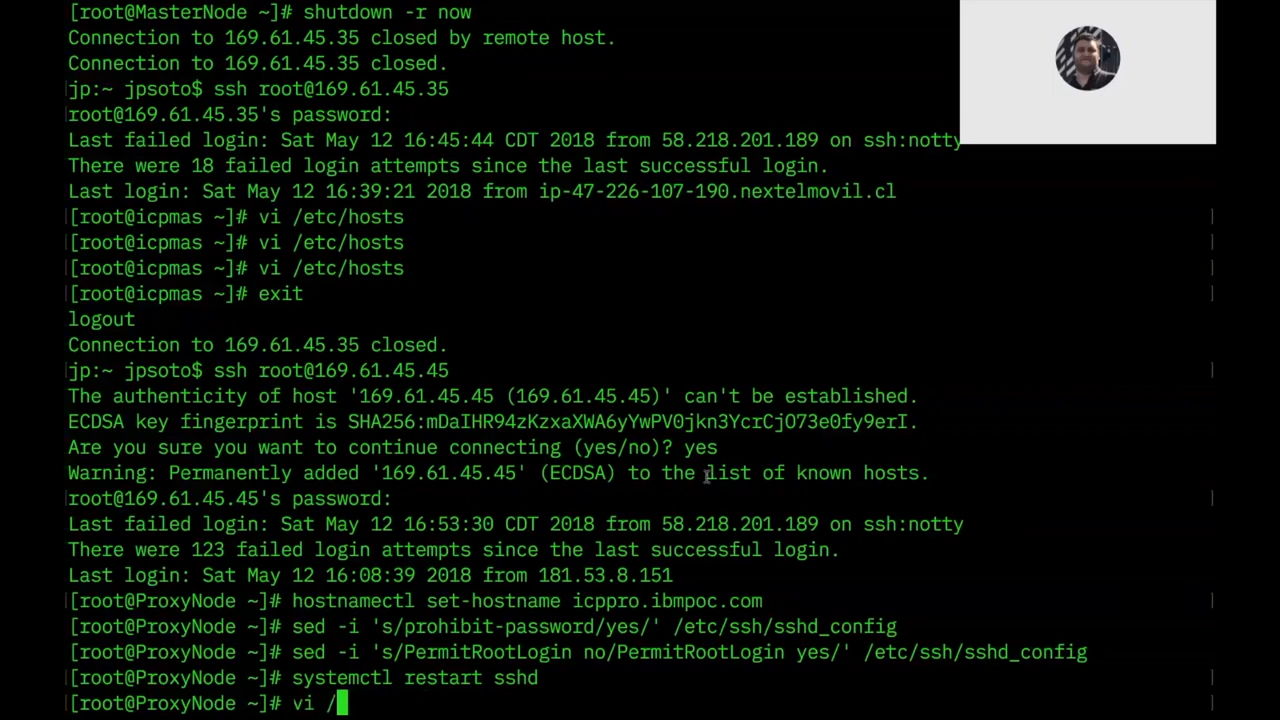 [root@MasterNode ~]# shutdown -r now
Connection to 169.61.45.35 closed by remote host.
Connection to 169.61.45.35 closed.
jp:~ jpsoto$ ssh root@169.61.45.35
root@169.61.45.35's password:
Last failed login: Sat May 12 16:45:44 CDT 2018 from 58.218.201.189 on ssh:notty
There were 18 failed login attempts since the last successful login.
Last login: Sat May 12 16:39:21 2018 from ip-47-226-107-190.nextelmovil.cl
[root@icpmas ~]# vi /etc/hosts
[root@icpmas ~]# vi /etc/hosts
[root@icpmas ~]# vi /etc/hosts
[root@icpmas ~]# exit
logout
Connection to 169.61.45.35 closed.
jp:~ jpsoto$ ssh root@169.61.45.45
The authenticity of host '169.61.45.45 (169.61.45.45)' can't be established.
ECDSA key fingerprint is SHA256:mDaIHR94zKzxaXWA6yYwPV0jkn3YcrCjO73e0fy9erI.
Are you sure you want to continue connecting (yes/no)? yes
Warning: Permanently added '169.61.45.45' (ECDSA) to the list of known hosts.
root@169.61.45.45's password:
Last failed login: Sat May 12 16:53:30 CDT 2018 from 58.218.201.189 on ssh:notty
There were 123 failed login attempts since the last successful login.
Last login: Sat May 12 16:08:39 2018 from 181.53.8.151
[root@ProxyNode ~]# hostnamectl set-hostname icppro.ibmpoc.com
[root@ProxyNode ~]# sed -i 's/prohibit-password/yes/' /etc/ssh/sshd_config
[root@ProxyNode ~]# sed -i 's/PermitRootLogin no/PermitRootLogin yes/' /etc/ssh/sshd_config
[root@ProxyNode ~]# systemctl restart sshd
[root@ProxyNode ~]# vi /